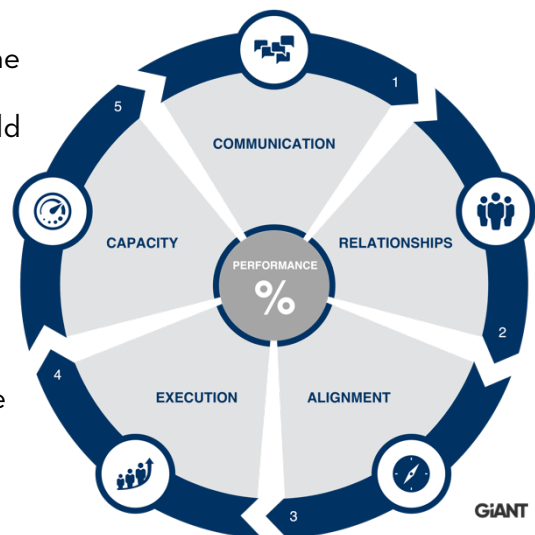 1
COMMUNICATION
5
CAPACITY
RELATIONSHIPS
PERFORMANCE
%
2
4
EXECUTION
ALIGNMENT
3
GiANT